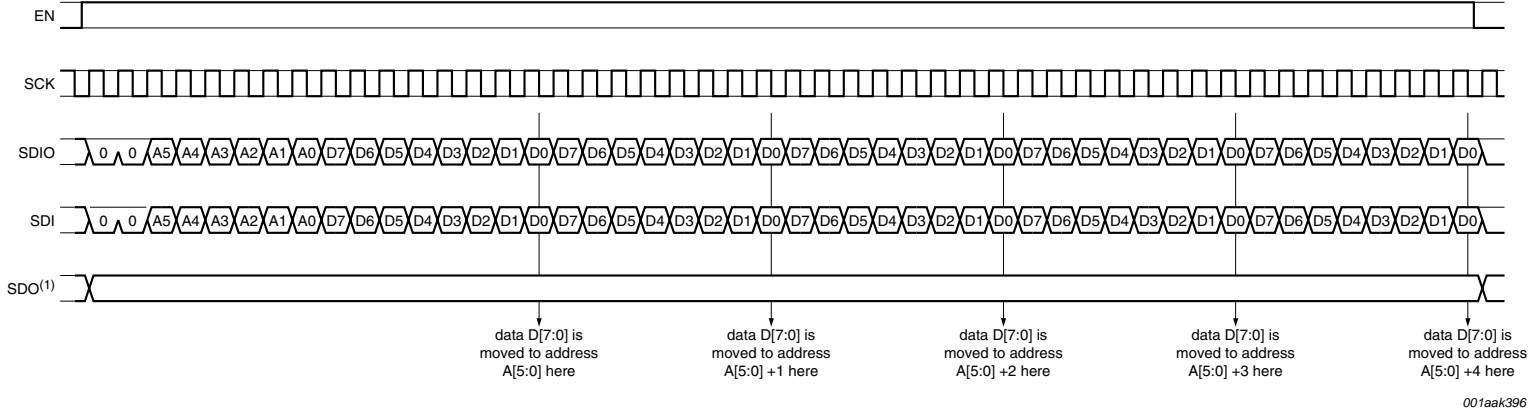 EN
SCK
SDIO 0 0 A5 A4 A3 A2 A1 A0 D7 D6 D5 D4 D3 D2 D1 D0 D7 D6 D5 D4 D3 D2 D1 D0 D7 D6 D5 D4 D3 D2 D1 D0 D7 D6 D5 D4 D3 D2 D1 D0 D7 D6 D5 D4 D3 D2 D1 D0
SDI 0 0 A5 A4 A3 A2 A1 A0 D7 D6 D5 D4 D3 D2 D1 D0 D7 D6 D5 D4 D3 D2 D1 D0 D7 D6 D5 D4 D3 D2 D1 D0 D7 D6 D5 D4 D3 D2 D1 D0 D7 D6 D5 D4 D3 D2 D1 D0
SDO(1)
data D[7:0] is
moved to address
A[5:0] here
data D[7:0] is
moved to address
A[5:0] +1 here
data D[7:0] is
moved to address
A[5:0] +2 here
data D[7:0] is
moved to address
A[5:0] +3 here
data D[7:0] is
moved to address
A[5:0] +4 here
001aak396